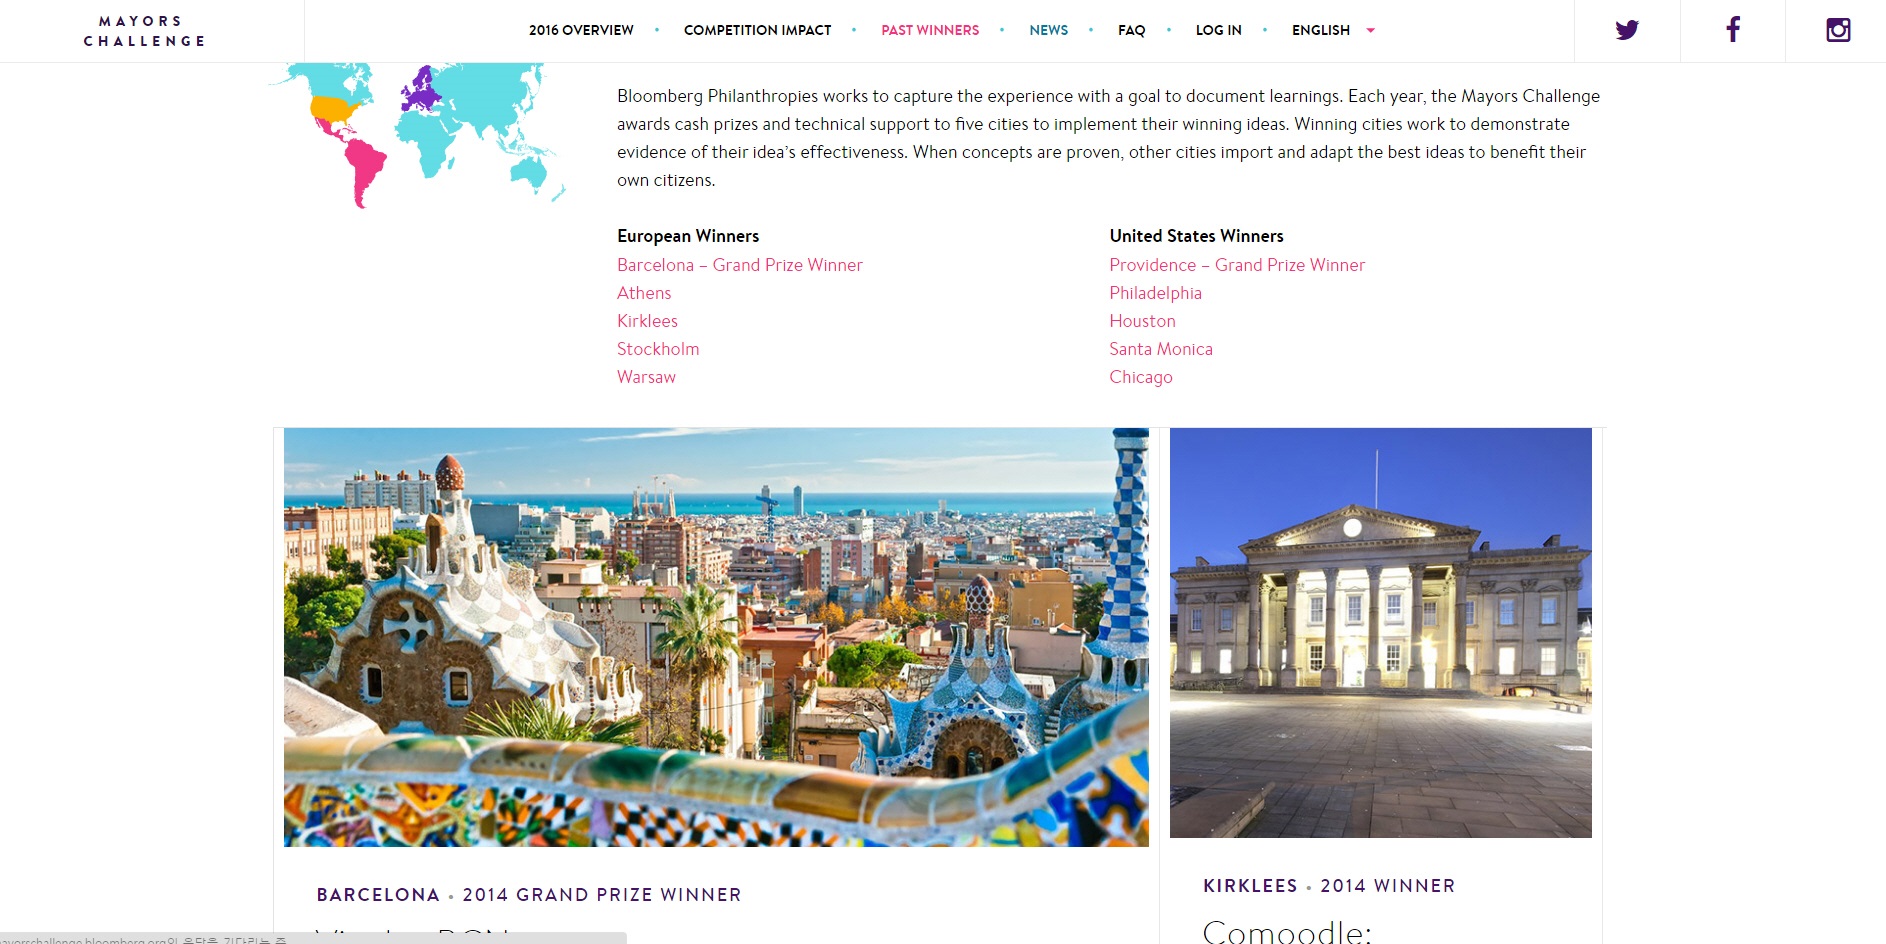 MAYORS
CHALLENGE
2016 OVERVIEW • COMPETITION IMPACT • PAST WINNERS • NEWS • FAQ • LOG IN • ENGLISH
Bloomberg Philanthropies works to capture the experience with a goal to document learnings. Each year, the Mayors Challenge
awards cash prizes and technical support to five cities to implement their winning ideas. Winning cities work to demonstrate
evidence of their idea’s effectiveness. When concepts are proven, other cities import and adapt the best ideas to benefit their
own citizens.
European Winners
Barcelona – Grand Prize Winner
Athens
Kirklees
Stockholm
Warsaw
United States Winners
Providence – Grand Prize Winner
Philadelphia
Houston
Santa Monica
Chicago
BARCELONA • 2014 GRAND PRIZE WINNER
KIRKLEES • 2014 WINNER
Comoodle: